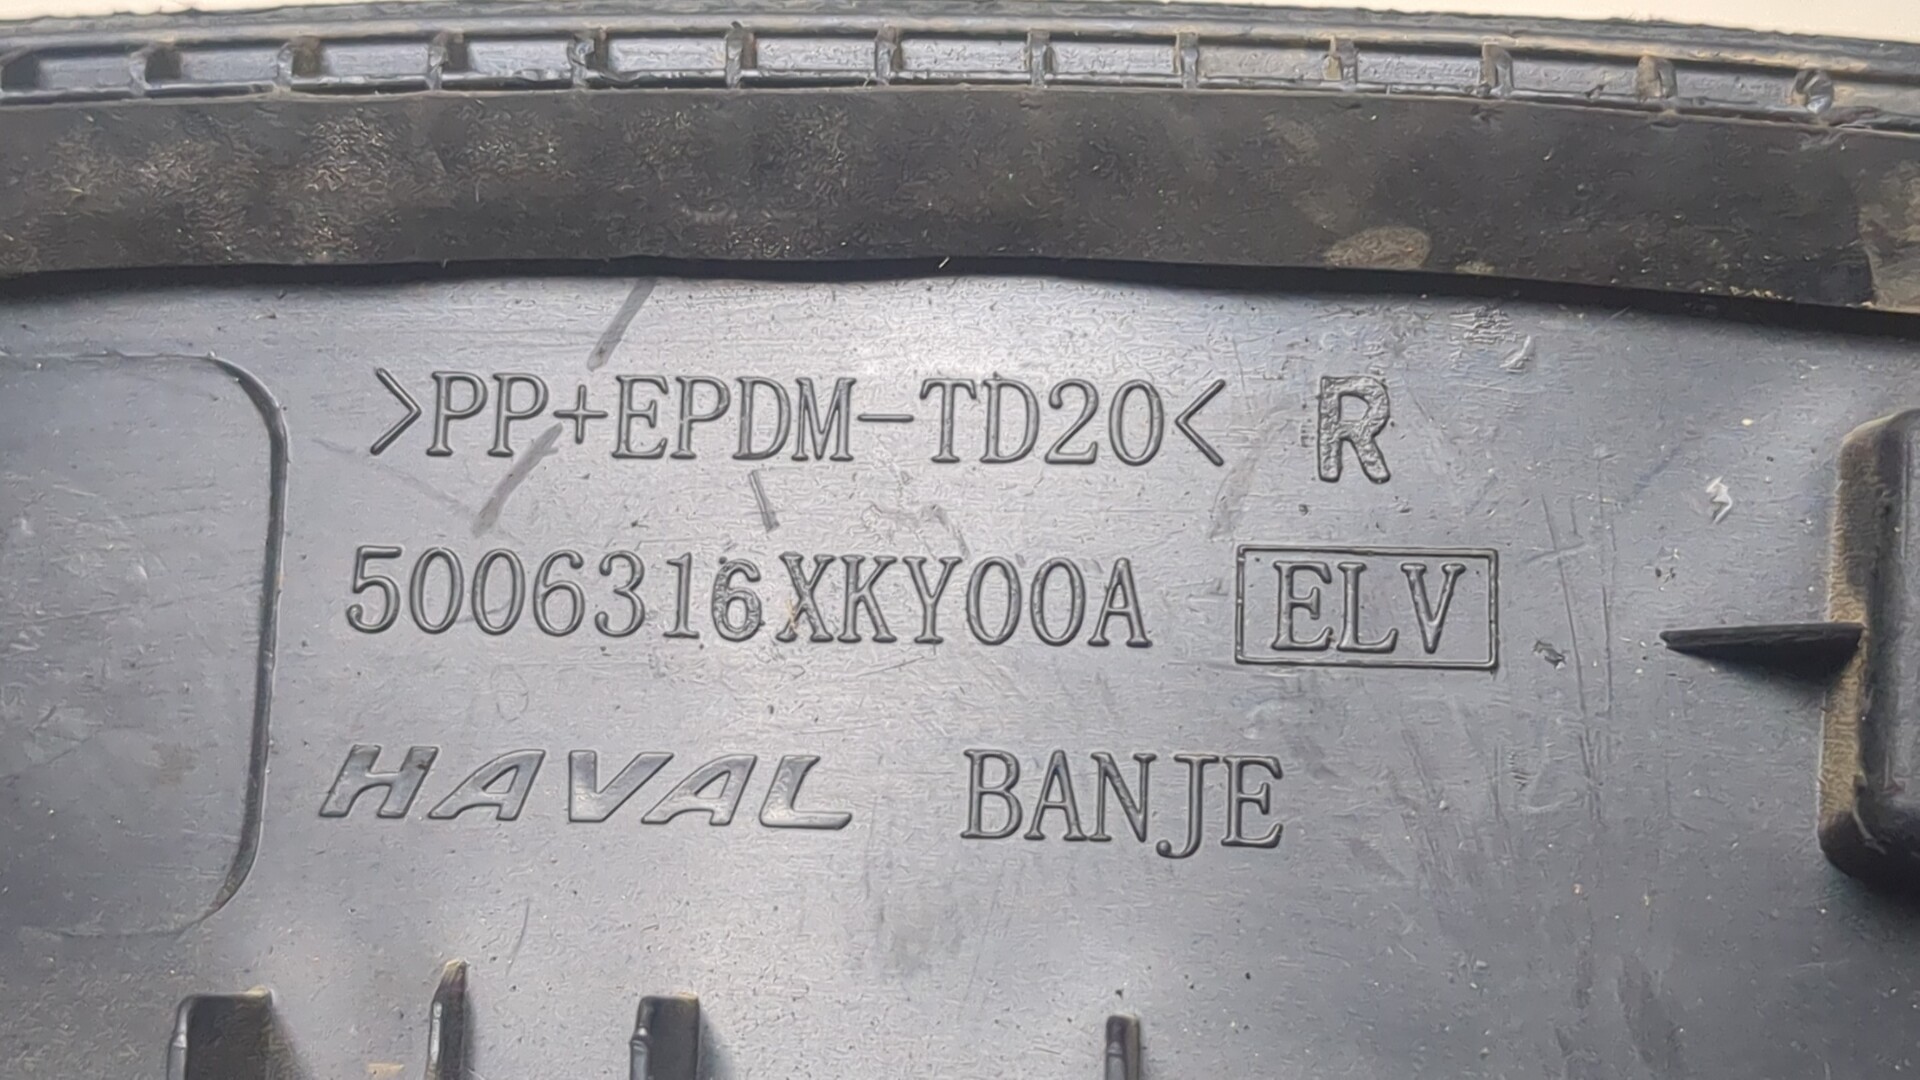 >PP+EPDM-TD20< R
5006316XKY00A ELV
HAVAL BANJE